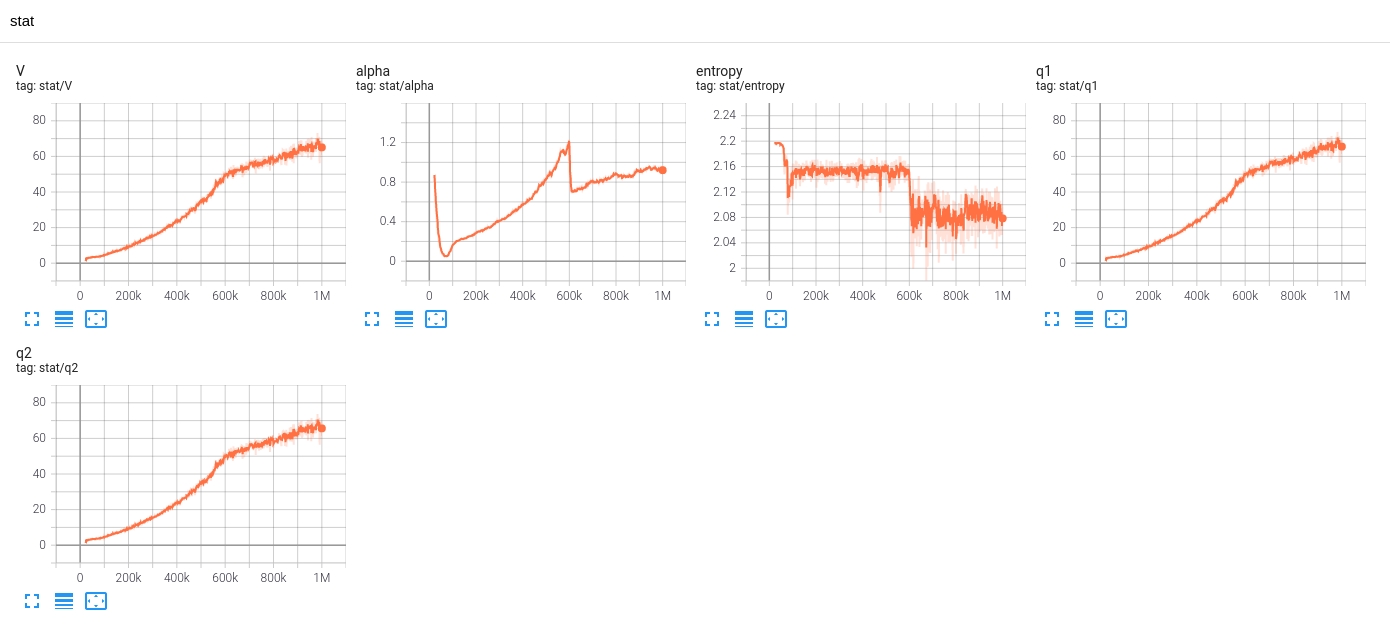 stat
V
tag: stat/V
80
60
40
20
0
0 200k 400k 600k 800k 1M
alpha
tag: stat/alpha
1.2
0.8
0.4
0
0 200k 400k 600k 800k 1M
entropy
tag: stat/entropy
2.24
2.2
2.16
2.12
2.08
2.04
2
0 200k 400k 600k 800k 1M
q1
tag: stat/q1
80
60
40
20
0
0 200k 400k 600k 800k 1M
q2
tag: stat/q2
80
60
40
20
0
0 200k 400k 600k 800k 1M